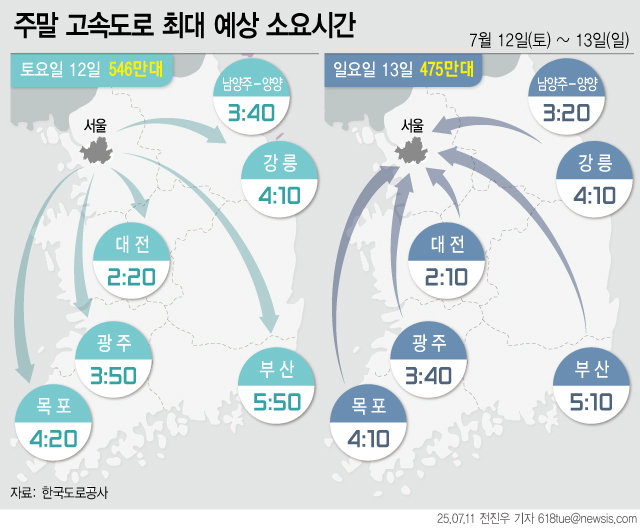 주말 고속도로 최대 예상 소요시간
7월 12일(토) ~ 13일(일)
토요일 12일 546만대
남양주-양양
3:40
서울
강릉
4:10
대전
2:20
광주
3:50
부산
5:50
목포
4:20
일요일 13일 475만대
남양주-양양
3:20
서울
강릉
4:10
대전
2:10
광주
3:40
부산
5:10
목포
4:10
자료: 한국도로공사
25.07.11 전진우 기자 618tue@newsis.com